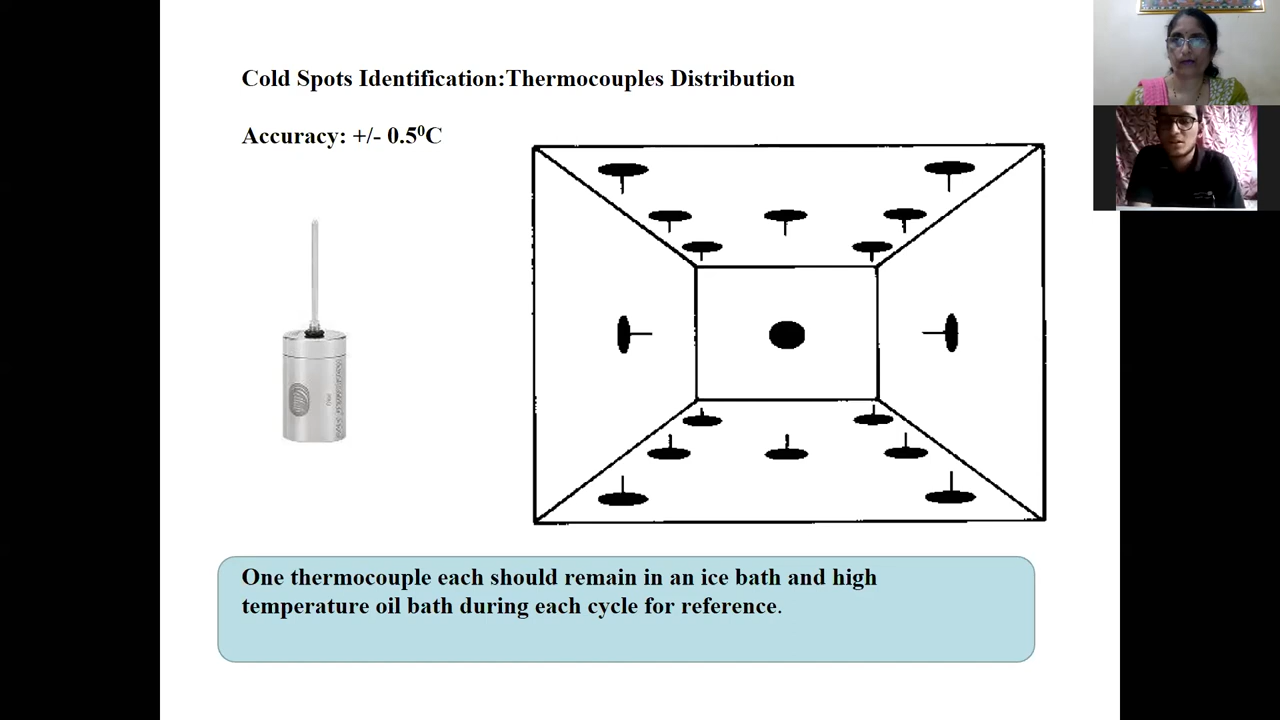 Cold Spots Identification:Thermocouples Distribution
Accuracy: +/- 0.5⁰C
One thermocouple each should remain in an ice bath and high
temperature oil bath during each cycle for reference.